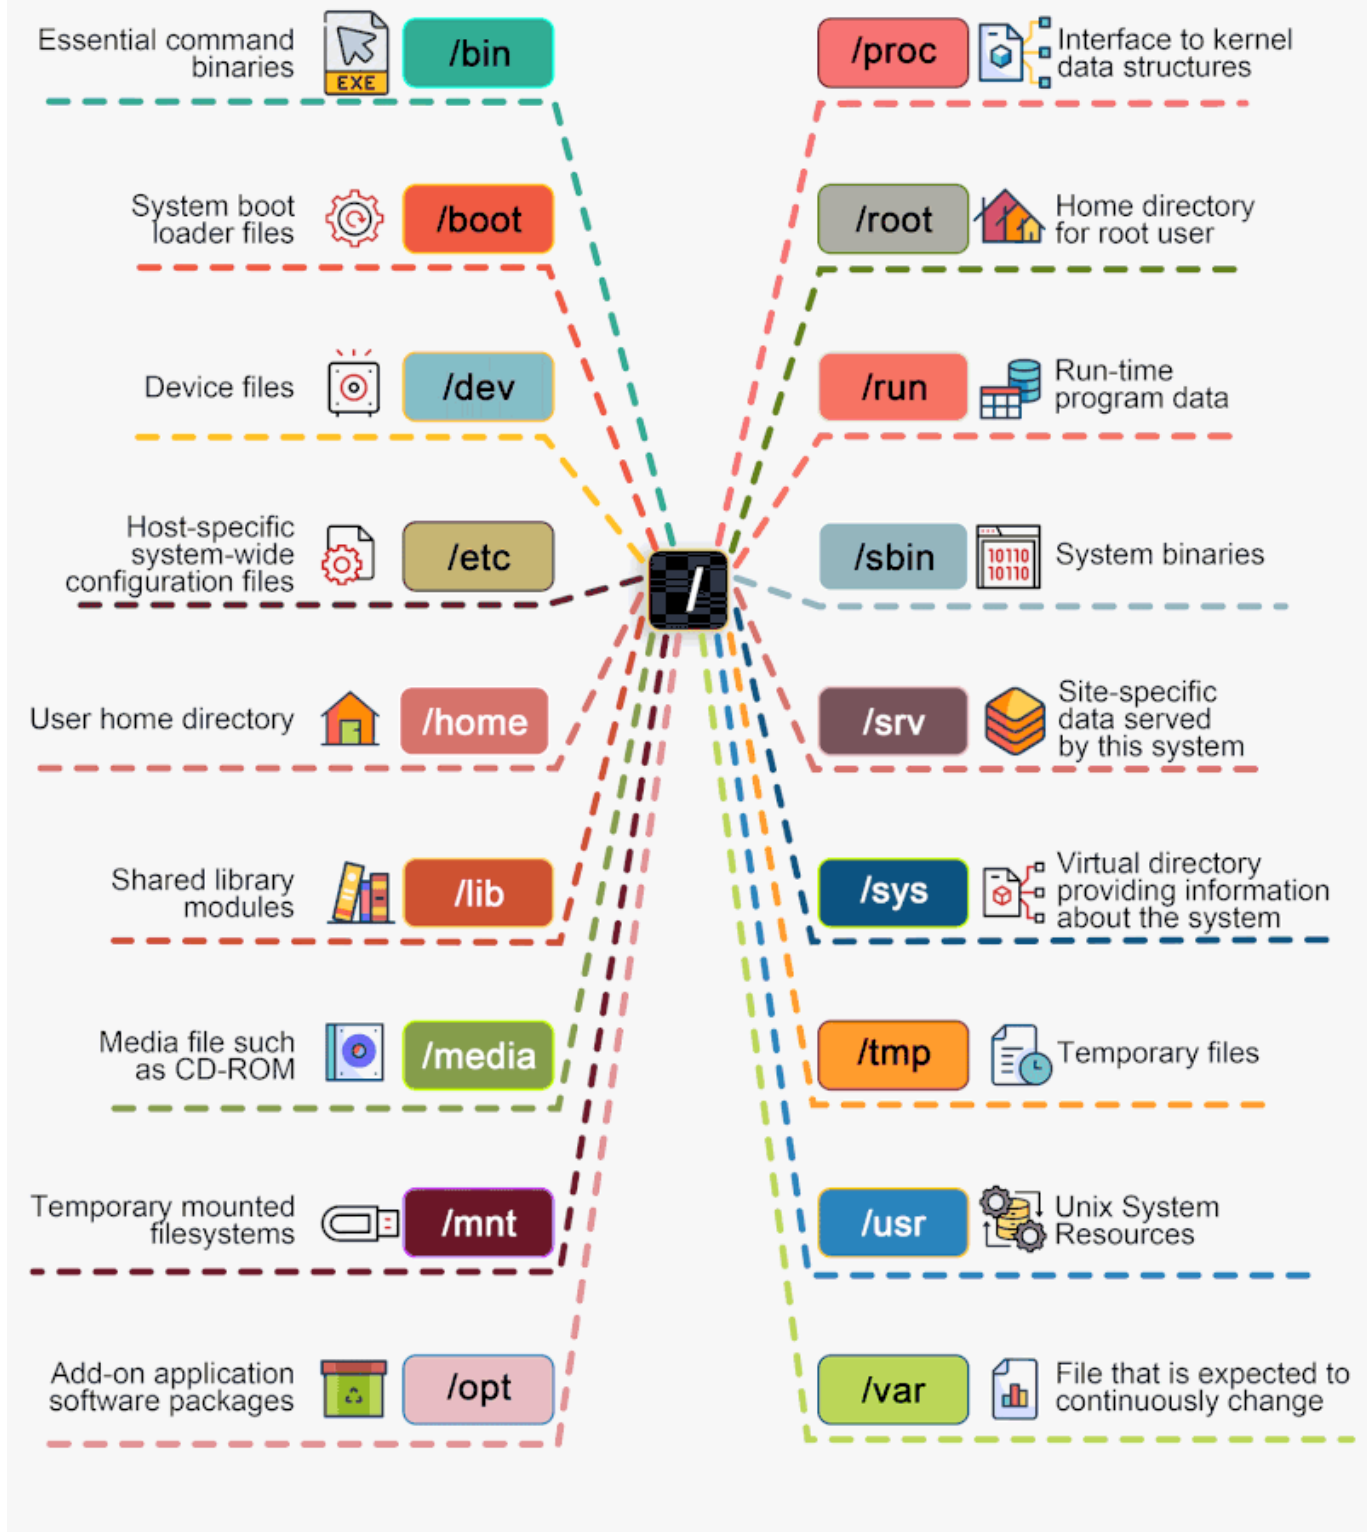 Essential command
binaries
EXE
/bin
System boot
loader files
/boot
Device files
/dev
Host-specific
system-wide
configuration files
/etc
User home directory
/home
Shared library
modules
/lib
Media file such
as CD-ROM
/media
Temporary mounted
filesystems
/mnt
Add-on application
software packages
/opt
/
/proc
Interface to kernel
data structures
/root
Home directory
for root user
/run
Run-time
program data
/sbin
10110
10110
System binaries
/srv
Site-specific
data served
by this system
/sys
Virtual directory
providing information
about the system
/tmp
Temporary files
/usr
Unix System
Resources
/var
File that is expected to
continuously change